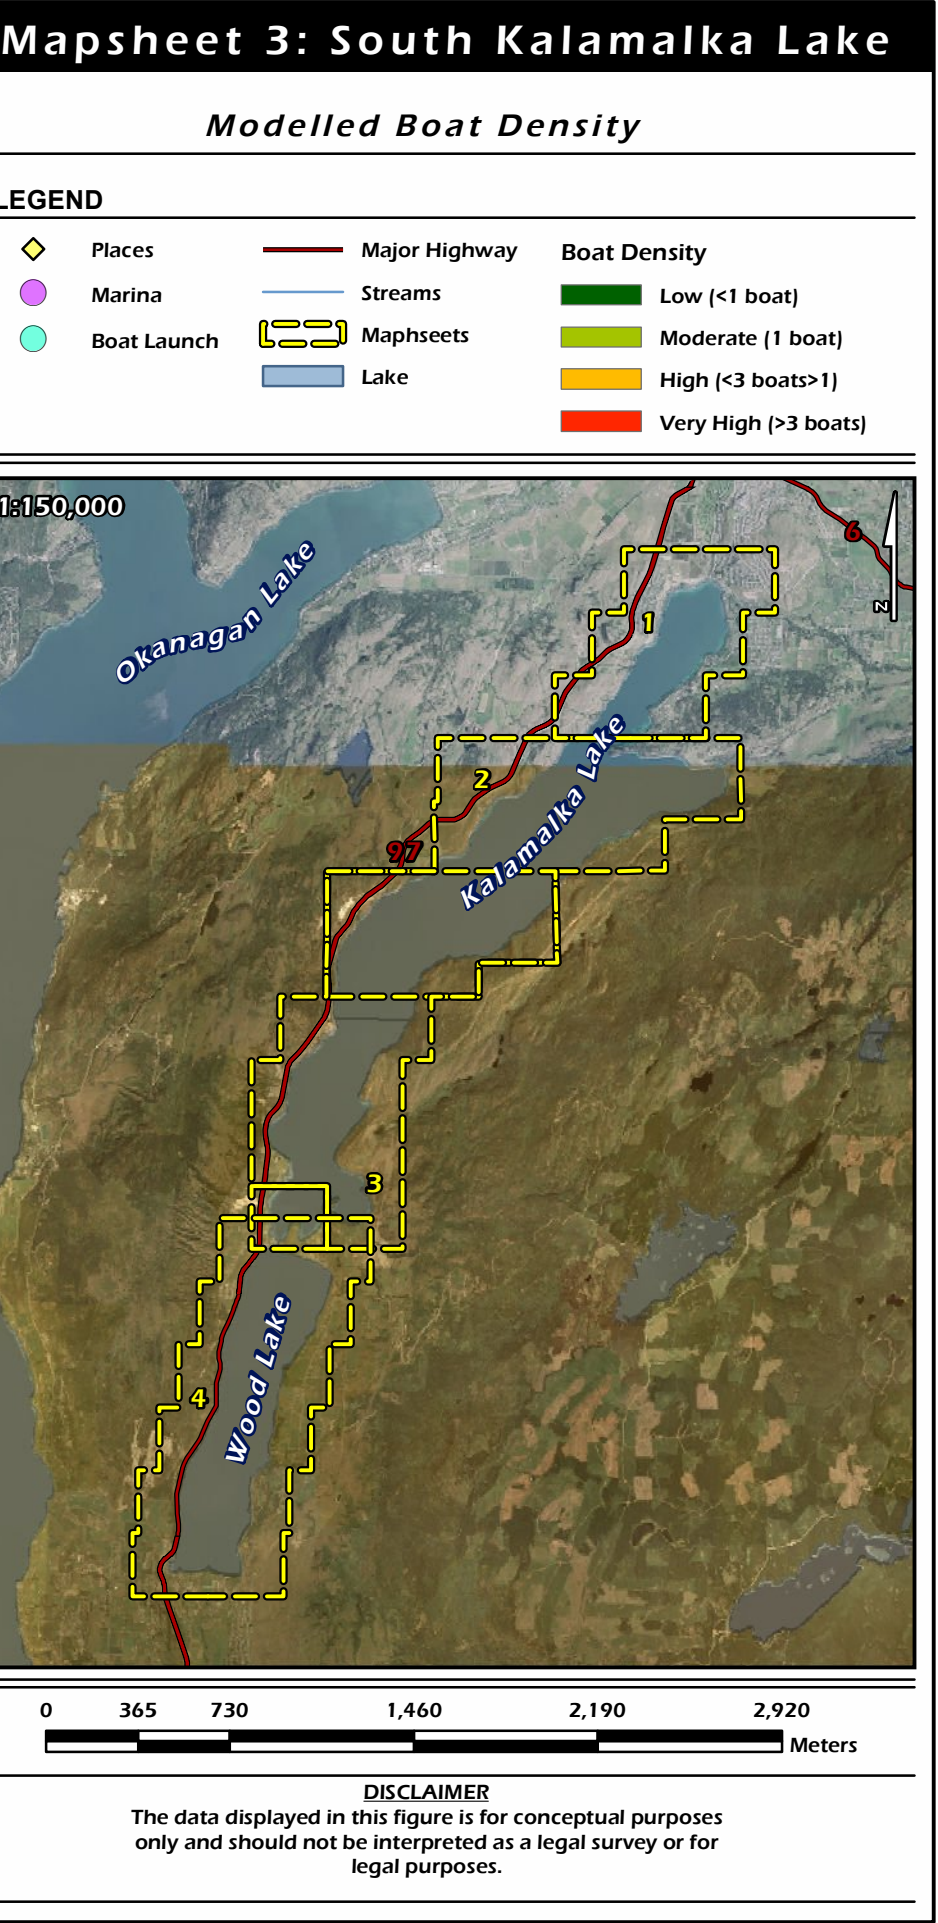 Mapsheet 3: South Kalamalka Lake
Modelled Boat Density
LEGEND
Places
Marina
Boat Launch
Major Highway
Streams
Maphseets
Lake
Boat Density
Low (<1 boat)
Moderate (1 boat)
High (<3 boats>1)
Very High (>3 boats)
1:150,000
Okanagan Lake
6
N
1
Kalamalka Lake
2
97
3
Wood Lake
4
0 365 730 1,460 2,190 2,920
Meters
DISCLAIMER
The data displayed in this figure is for conceptual purposes
only and should not be interpreted as a legal survey or for
legal purposes.